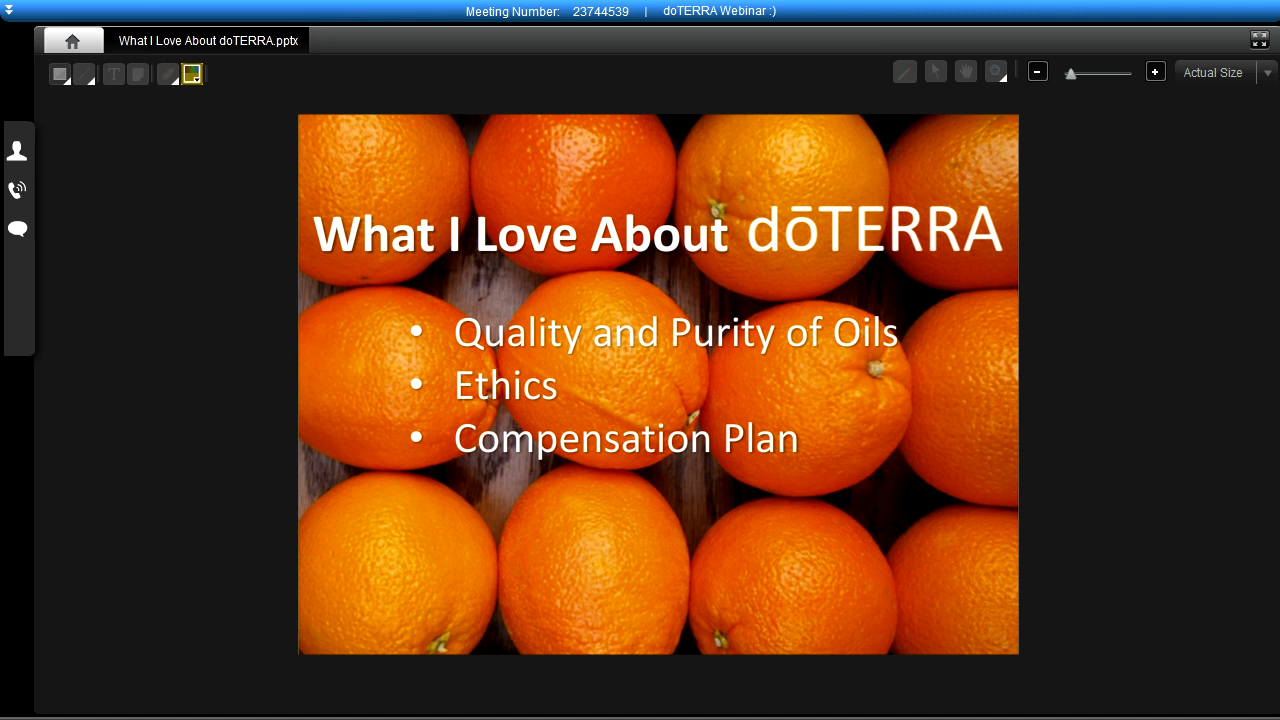 Meeting Number: 23744539 | doTERRA Webinar :)
What I Love About doTERRA.pptx
T
Actual Size
What I Love About dōTERRA
• Quality and Purity of Oils
• Ethics
• Compensation Plan